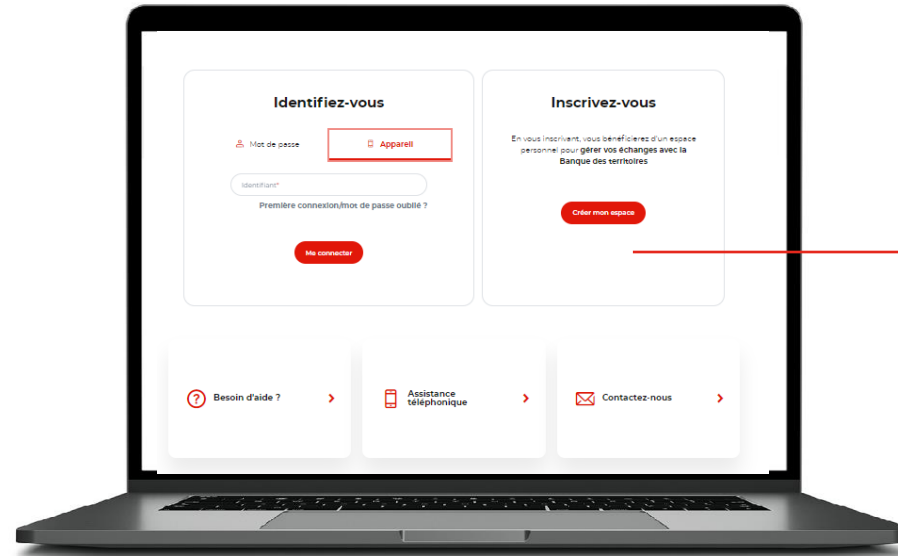 Identifiez-vous
Mot de passe
Appareil
Identifiant*
Première connexion/mot de passe oublié ?
Me connecter
Inscrivez-vous
En vous inscrivant, vous bénéficierez d'un espace
personnel pour gérer vos échanges avec la
Banque des territoires
Créer mon espace
Besoin d'aide ?
Assistance
téléphonique
Contactez-nous